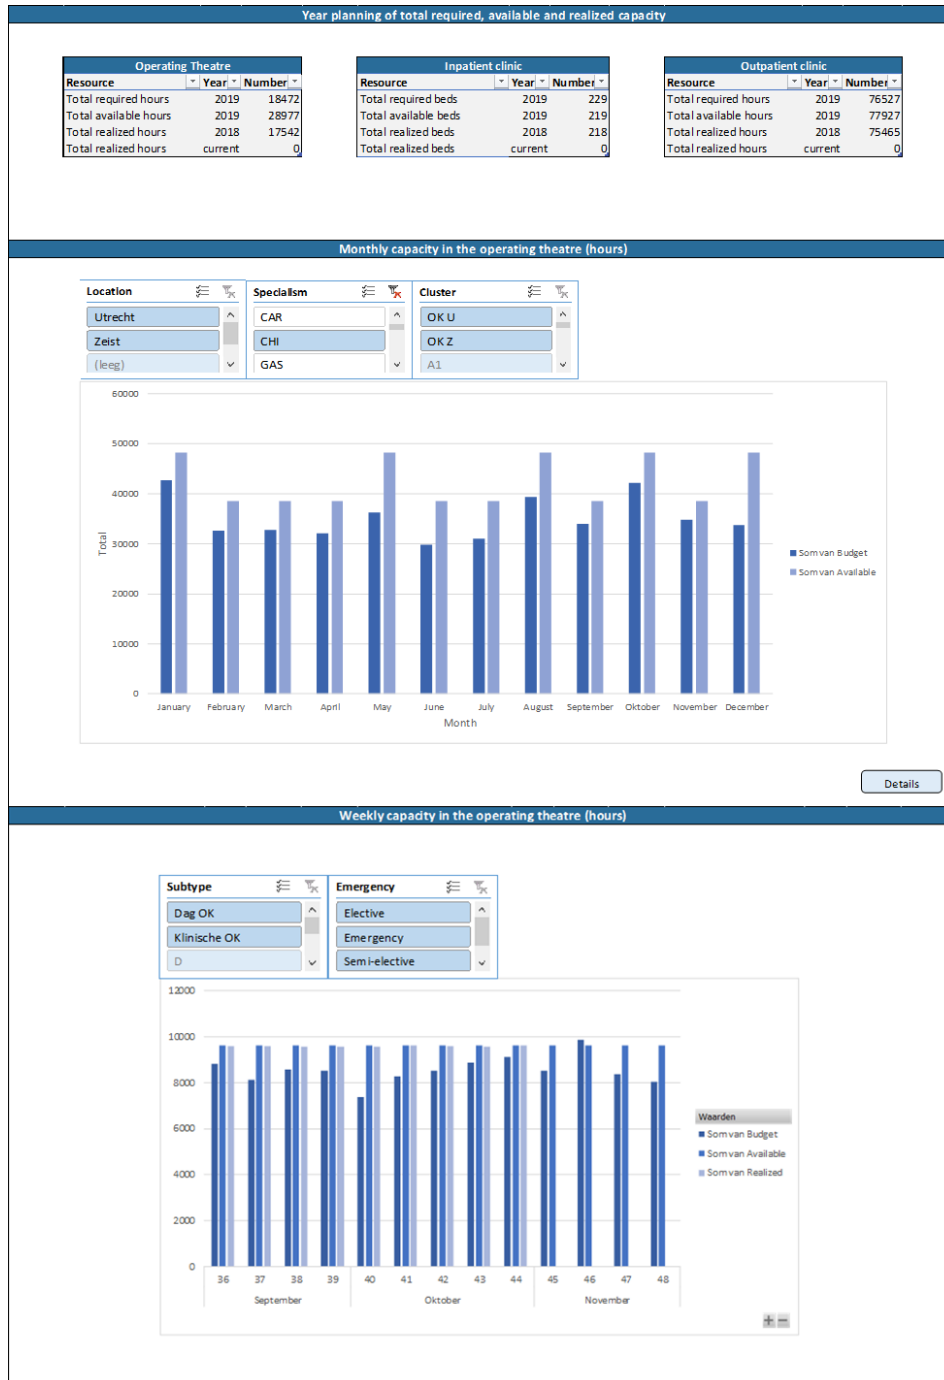 Year planning of total required, available and realized capacity
Operating Theatre
Resource Year Number
Total required hours 2019 18472
Total available hours 2019 28977
Total realized hours 2018 17542
Total realized hours current 0
Inpatient clinic
Resource Year Number
Total required beds 2019 229
Total available beds 2019 219
Total realized beds 2018 218
Total realized beds current 0
Outpatient clinic
Resource Year Number
Total required hours 2019 76527
Total available hours 2019 77927
Total realized hours 2018 75465
Total realized hours current 0
Monthly capacity in the operating theatre (hours)
Location
Utrecht
Zeist
(leeg)
Specialism
CAR
CHI
GAS
Cluster
OK U
OK Z
A1
60000
50000
40000
30000
20000
10000
0
Total
January February March April May June July August September Oktober November December
Month
Som van Budget
Som van Available
Details
Weekly capacity in the operating theatre (hours)
Subtype
Dag OK
Klinische OK
D
Emergency
Elective
Emergency
Semi-elective
12000
10000
8000
6000
4000
2000
0
36 37 38 39 40 41 42 43 44 45 46 47 48
September Oktober November
Waarden
Som van Budget
Som van Available
Som van Realized